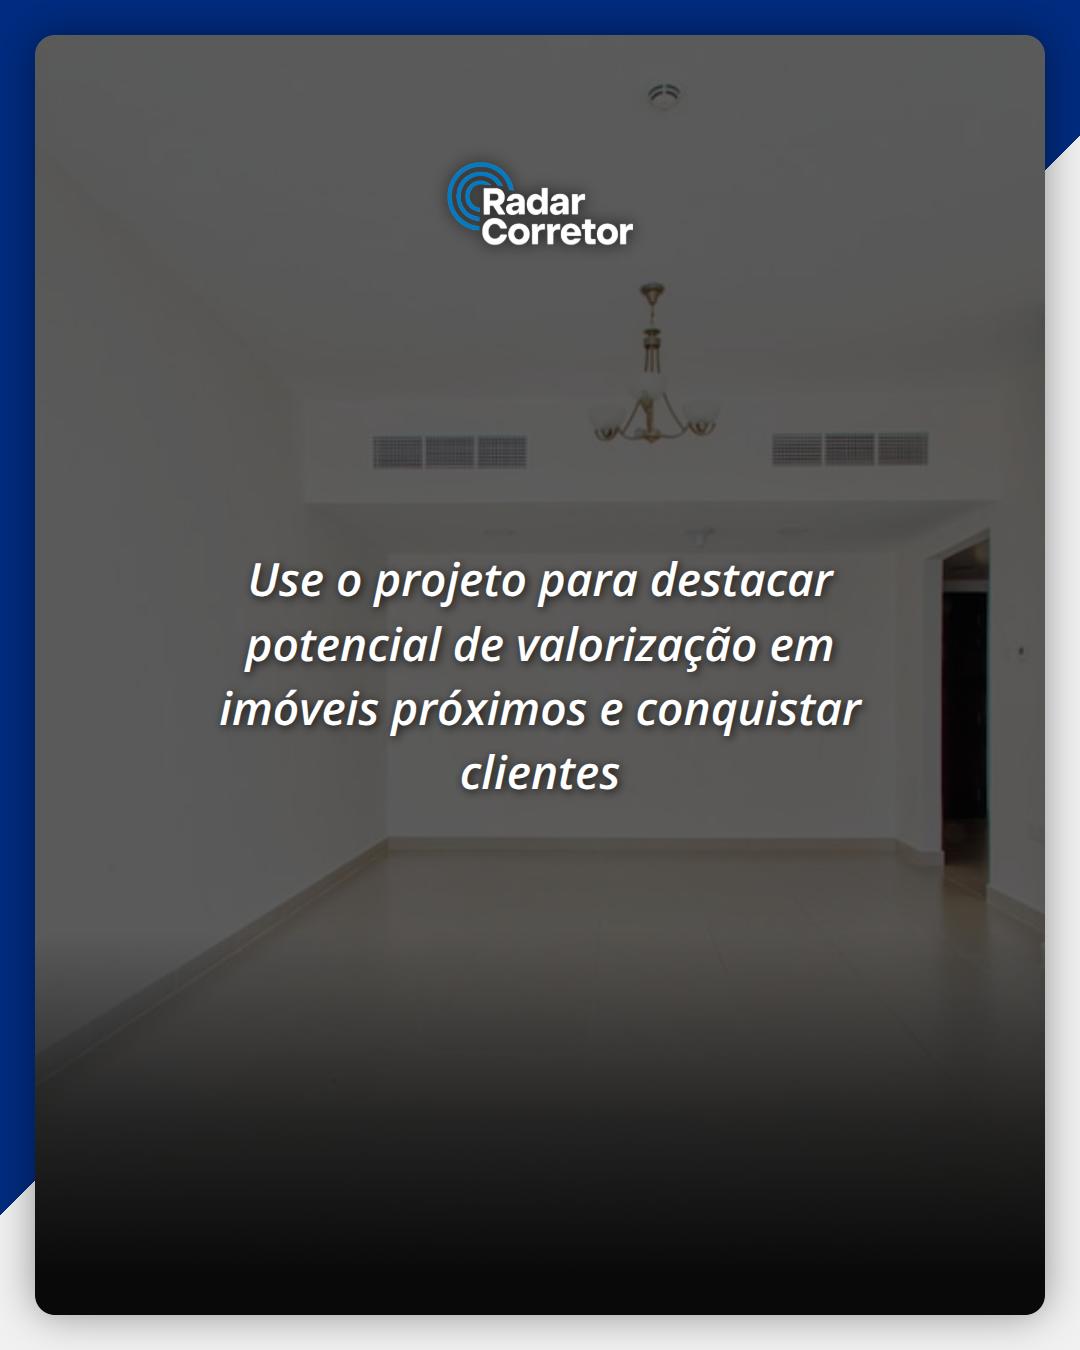 Radar
Corretor
Use o projeto para destacar
potencial de valorização em
imóveis próximos e conquistar
clientes